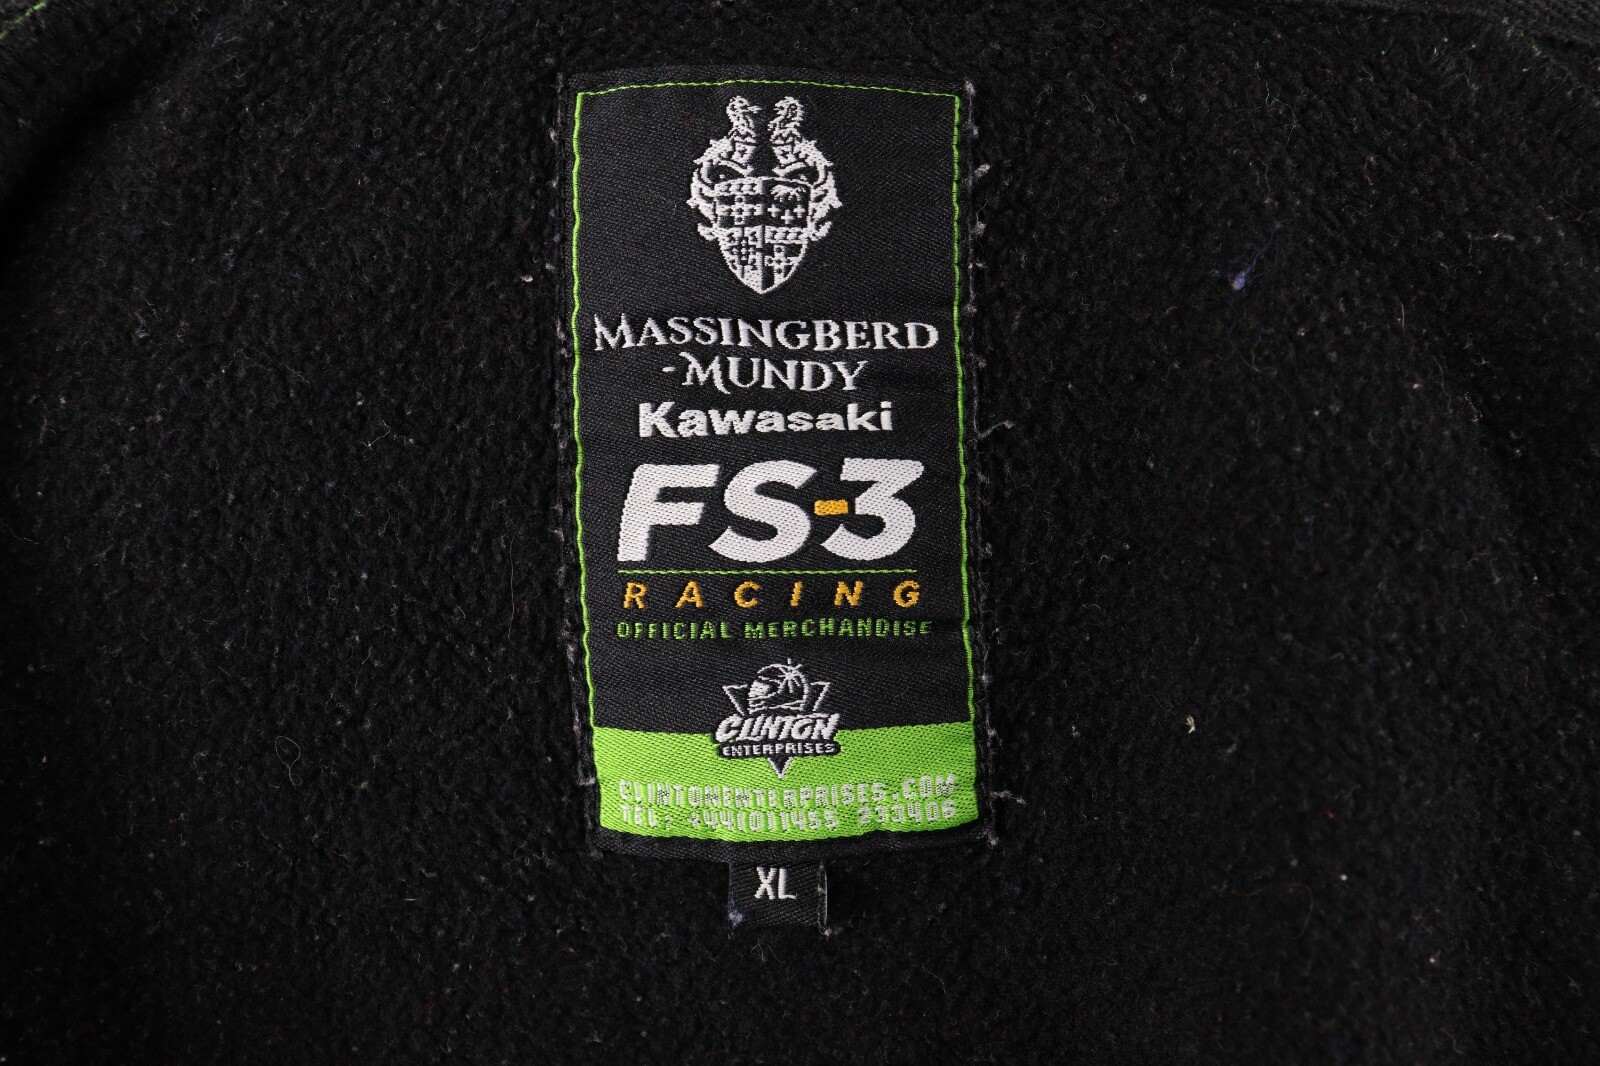 MASSINGBERD
-MUNDY
Kawasaki
FS-3
RACING
OFFICIAL MERCHANDISE
CLINTON
ENTERPRISES
CLINTONENTERPRISES.COM
TEL: +44(0)1455 233406
XL